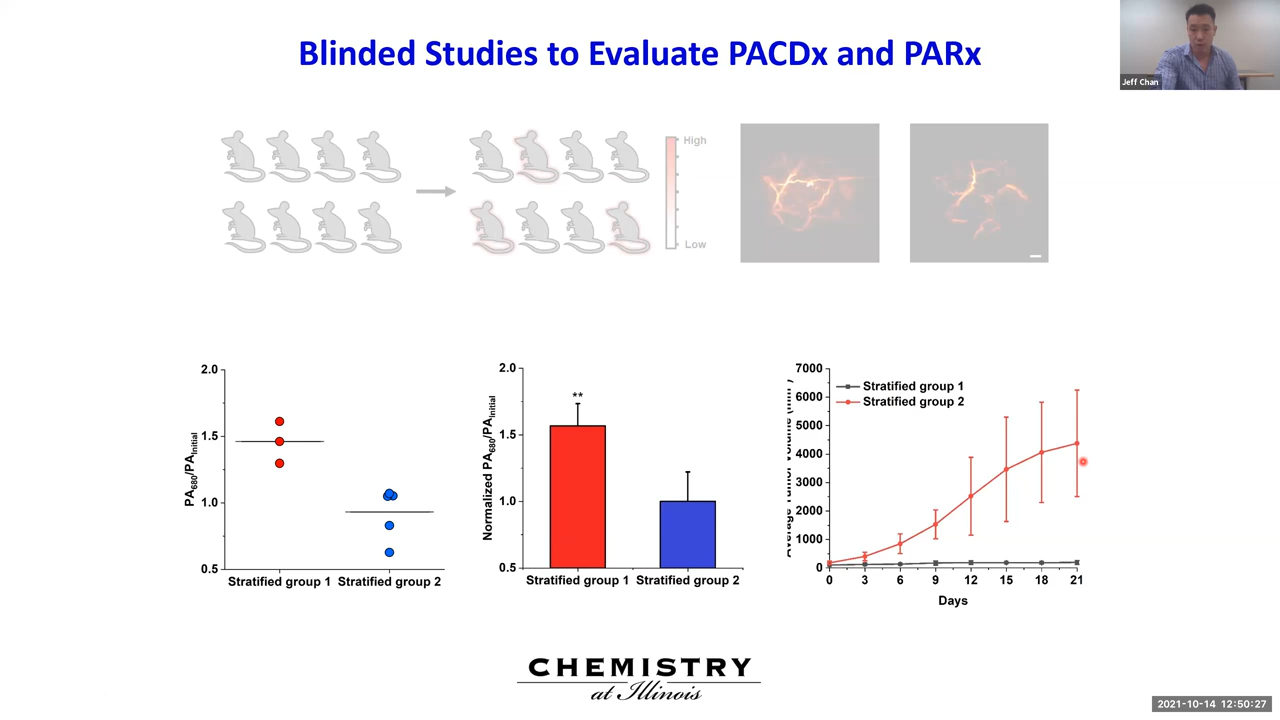 Blinded Studies to Evaluate PACDx and PARx
Jeff Chan
High
Low
2.0
1.5
1.0
0.5
PA680/PAInitial
Stratified group 1
Stratified group 2
2.0
1.5
1.0
0.5
Normalized PA680/PAInitial
**
Stratified group 1
Stratified group 2
7000
6000
5000
4000
3000
2000
1000
0
Average Tumor Volume
Stratified group 1
Stratified group 2
0 3 6 9 12 15 18 21
Days
CHEMISTRY
at Illinois
2021-10-14 12:50:27